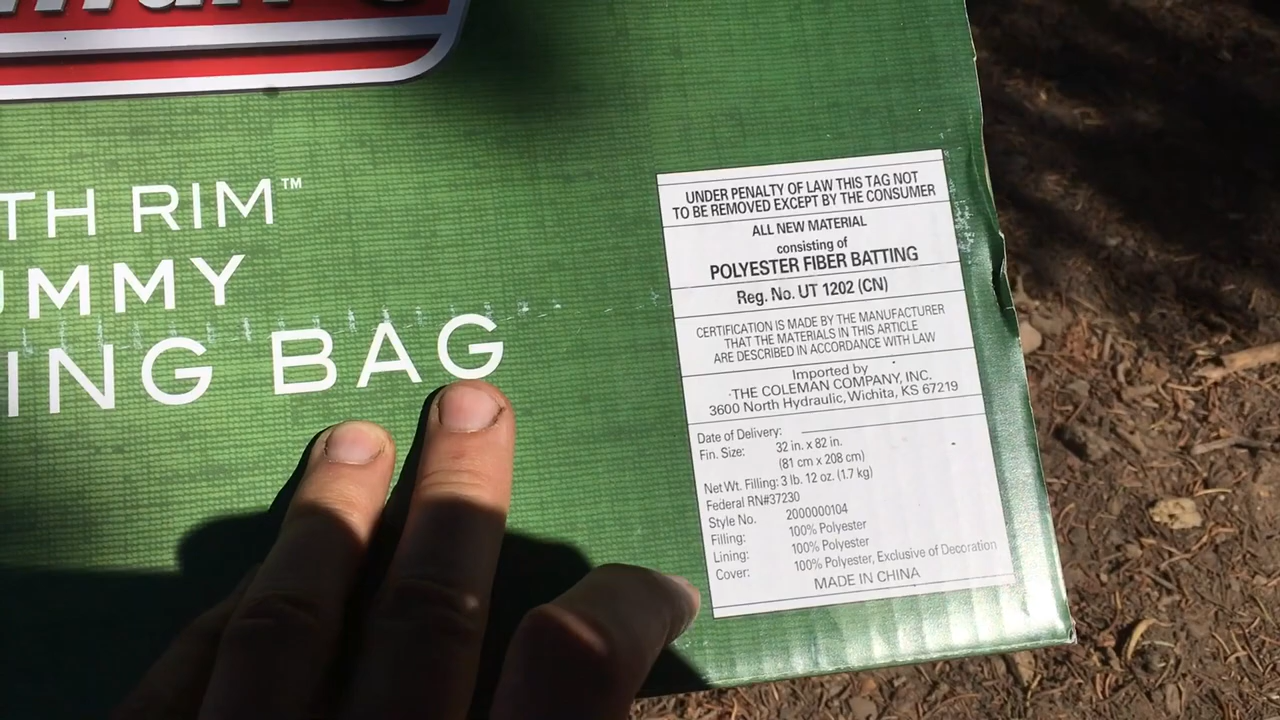 TH RIM™
UMMY
ING BAG
UNDER PENALTY OF LAW THIS TAG NOT
TO BE REMOVED EXCEPT BY THE CONSUMER
ALL NEW MATERIAL
consisting of
POLYESTER FIBER BATTING
Reg. No. UT 1202 (CN)
CERTIFICATION IS MADE BY THE MANUFACTURER
THAT THE MATERIALS IN THIS ARTICLE
ARE DESCRIBED IN ACCORDANCE WITH LAW
Imported by
THE COLEMAN COMPANY, INC.
3600 North Hydraulic, Wichita, KS 67219
Date of Delivery:
Fin. Size: 32 in. x 82 in.
(81 cm x 208 cm)
Net Wt. Filling: 3 lb. 12 oz. (1.7 kg)
Federal RN#37230
Style No. 2000000104
Filling: 100% Polyester
Lining: 100% Polyester
Cover: 100% Polyester, Exclusive of Decoration
MADE IN CHINA